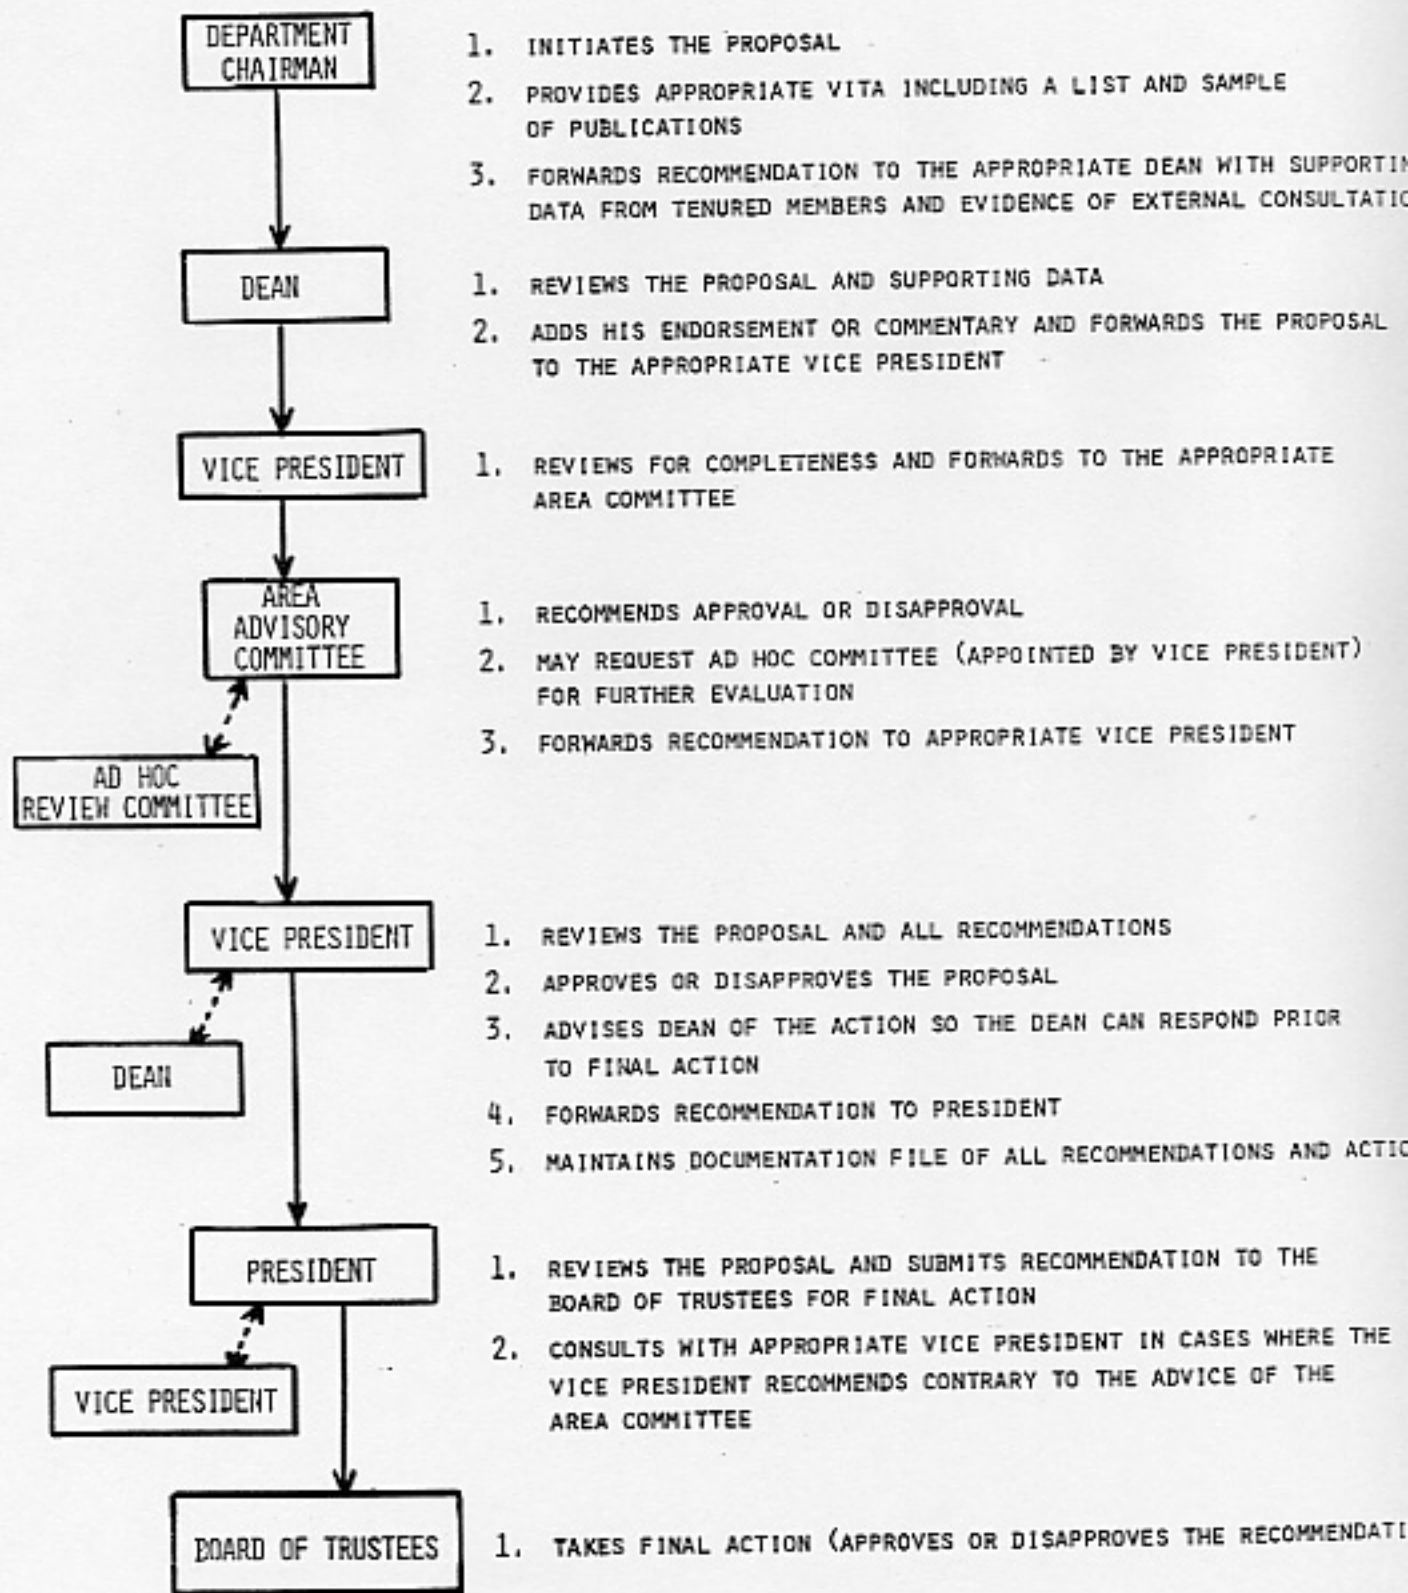 DEPARTMENT
CHAIRMAN
1. INITIATES THE PROPOSAL
2. PROVIDES APPROPRIATE VITA INCLUDING A LIST AND SAMPLE
OF PUBLICATIONS
3. FORWARDS RECOMMENDATION TO THE APPROPRIATE DEAN WITH SUPPORTIN
DATA FROM TENURED MEMBERS AND EVIDENCE OF EXTERNAL CONSULTATIO
DEAN
1. REVIEWS THE PROPOSAL AND SUPPORTING DATA
2. ADDS HIS ENDORSEMENT OR COMMENTARY AND FORWARDS THE PROPOSAL
TO THE APPROPRIATE VICE PRESIDENT
VICE PRESIDENT
1. REVIEWS FOR COMPLETENESS AND FORWARDS TO THE APPROPRIATE
AREA COMMITTEE
AREA
ADVISORY
COMMITTEE
1. RECOMMENDS APPROVAL OR DISAPPROVAL
2. MAY REQUEST AD HOC COMMITTEE (APPOINTED BY VICE PRESIDENT)
FOR FURTHER EVALUATION
3. FORWARDS RECOMMENDATION TO APPROPRIATE VICE PRESIDENT
AD HOC
REVIEW COMMITTEE
VICE PRESIDENT
1. REVIEWS THE PROPOSAL AND ALL RECOMMENDATIONS
2. APPROVES OR DISAPPROVES THE PROPOSAL
3. ADVISES DEAN OF THE ACTION SO THE DEAN CAN RESPOND PRIOR
TO FINAL ACTION
4. FORWARDS RECOMMENDATION TO PRESIDENT
5. MAINTAINS DOCUMENTATION FILE OF ALL RECOMMENDATIONS AND ACTIO
DEAN
PRESIDENT
1. REVIEWS THE PROPOSAL AND SUBMITS RECOMMENDATION TO THE
BOARD OF TRUSTEES FOR FINAL ACTION
2. CONSULTS WITH APPROPRIATE VICE PRESIDENT IN CASES WHERE THE
VICE PRESIDENT RECOMMENDS CONTRARY TO THE ADVICE OF THE
AREA COMMITTEE
VICE PRESIDENT
BOARD OF TRUSTEES
1. TAKES FINAL ACTION (APPROVES OR DISAPPROVES THE RECOMMENDATI